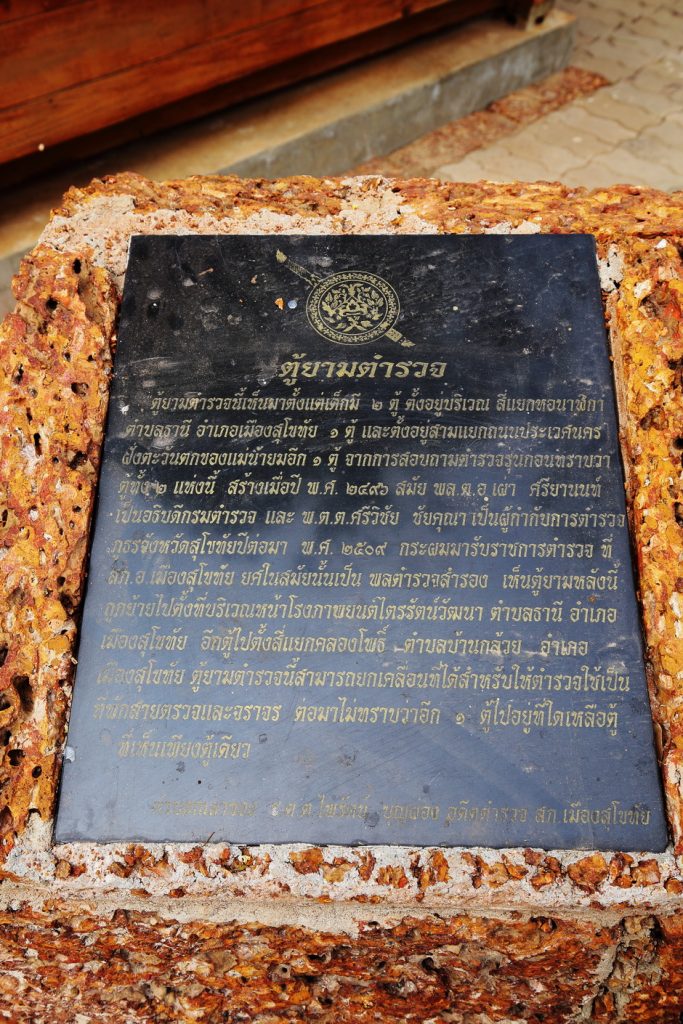 ตู้ยามตำรวจ
ตู้ยามตำรวจนี้เห็นมาตั้งแต่เด็กมี ๒ ตู้ ตั้งอยู่บริเวณ สี่แยกหอนาฬิกา
ตำบลธานี อำเภอเมืองสุโขทัย ๑ ตู้ และตั้งอยู่สามแยกถนนประเวศนคร
ฝั่งตะวันตกของแม่น้ำยมอีก ๑ ตู้ จากการสอบถามตำรวจรุ่นก่อนทราบว่า
ตู้ทั้ง ๒ แห่งนี้ สร้างเมื่อปี พ.ศ. ๒๔๙๖ สมัย พล.ต.อ.เผ่า ศรียานนท์
เป็นอธิบดีกรมตำรวจ และ พ.ต.ต.ศรีวิชัย ชัยคุณา เป็นผู้กำกับการตำรวจ
ภูธรจังหวัดสุโขทัยปีต่อมา พ.ศ. ๒๕๐๙ กระผมมารับราชการตำรวจ ที่
สภ.อ.เมืองสุโขทัย ยศในสมัยนั้นเป็น พลตำรวจสำรอง เห็นตู้ยามหลังนี้
ถูกย้ายไปตั้งที่บริเวณหน้าโรงภาพยนต์ไตรรัตน์วัฒนา ตำบลธานี อำเภอ
เมืองสุโขทัย อีกตู้ไปตั้งสี่แยกคลองโพธิ์ ตำบลบ้านกล้วย อำเภอ
เมืองสุโขทัย ตู้ยามตำรวจนี้สามารถยกเคลื่อนที่ได้สำหรับให้ตำรวจใช้เป็น
ที่พักสายตรวจและจราจร ต่อมาไม่ทราบว่าอีก ๑ ตู้ไปอยู่ที่ใดเหลือตู้
ที่เห็นเพียงตู้เดียว
ร.ต.ต.ไพรัตน์ อดีตตำรวจ สภ.เมืองสุโขทัย